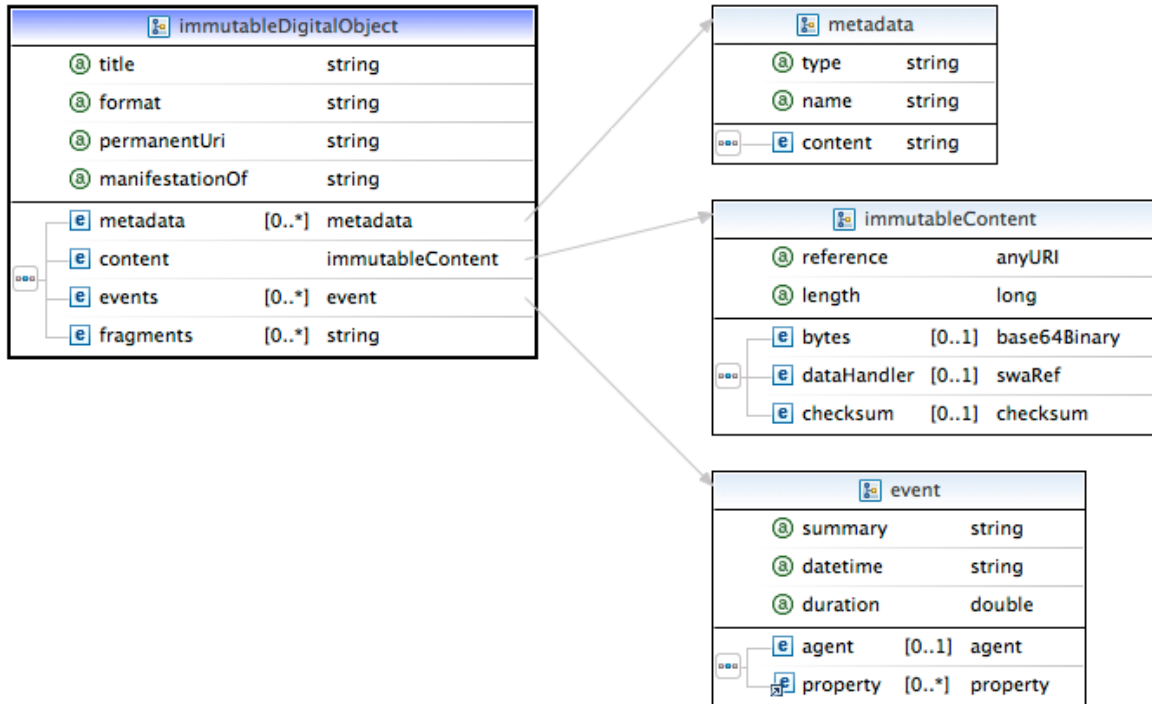 immutableDigitalObject
title string
format string
permanentUri string
manifestationOf string
metadata [0..*] metadata
content immutableContent
events [0..*] event
fragments [0..*] string
metadata
type string
name string
content string
immutableContent
reference anyURI
length long
bytes [0..1] base64Binary
dataHandler [0..1] swaRef
checksum [0..1] checksum
event
summary string
datetime string
duration double
agent [0..1] agent
property [0..*] property